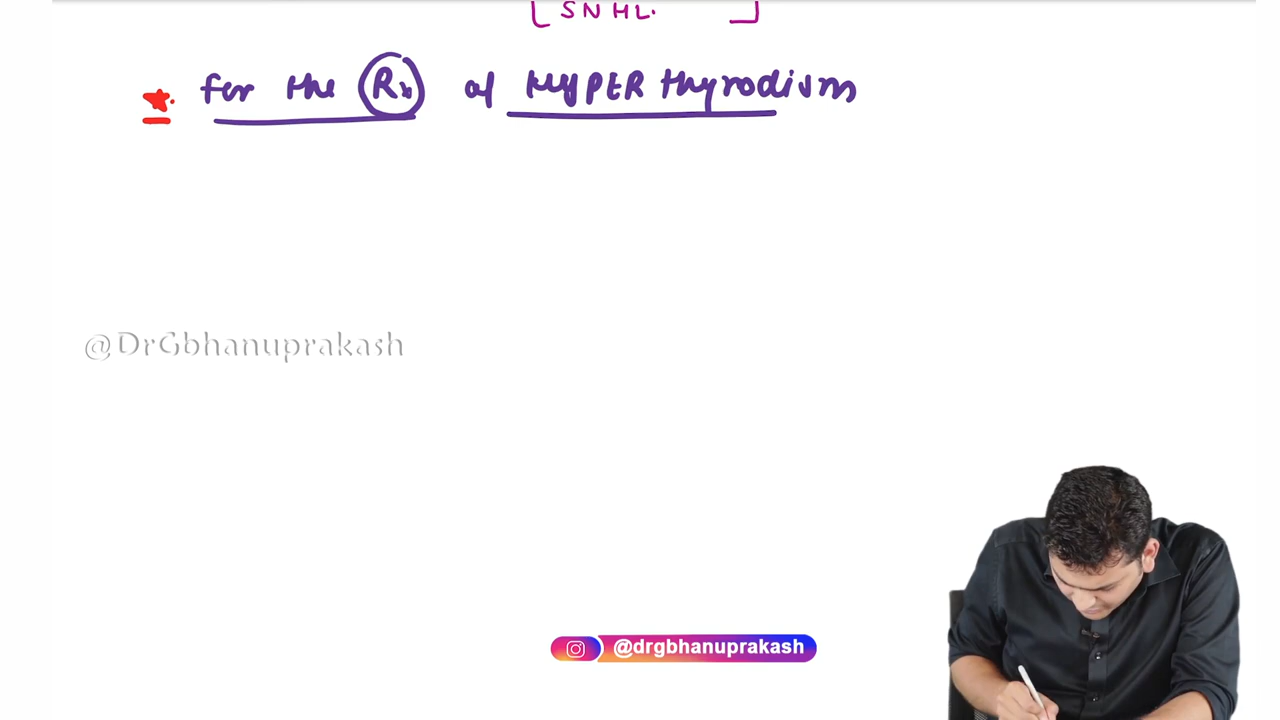 [ SNHL. ]
* for the Rx of HYPER thyrodism
@DrGbhanuprakash
@drgbhanuprakash